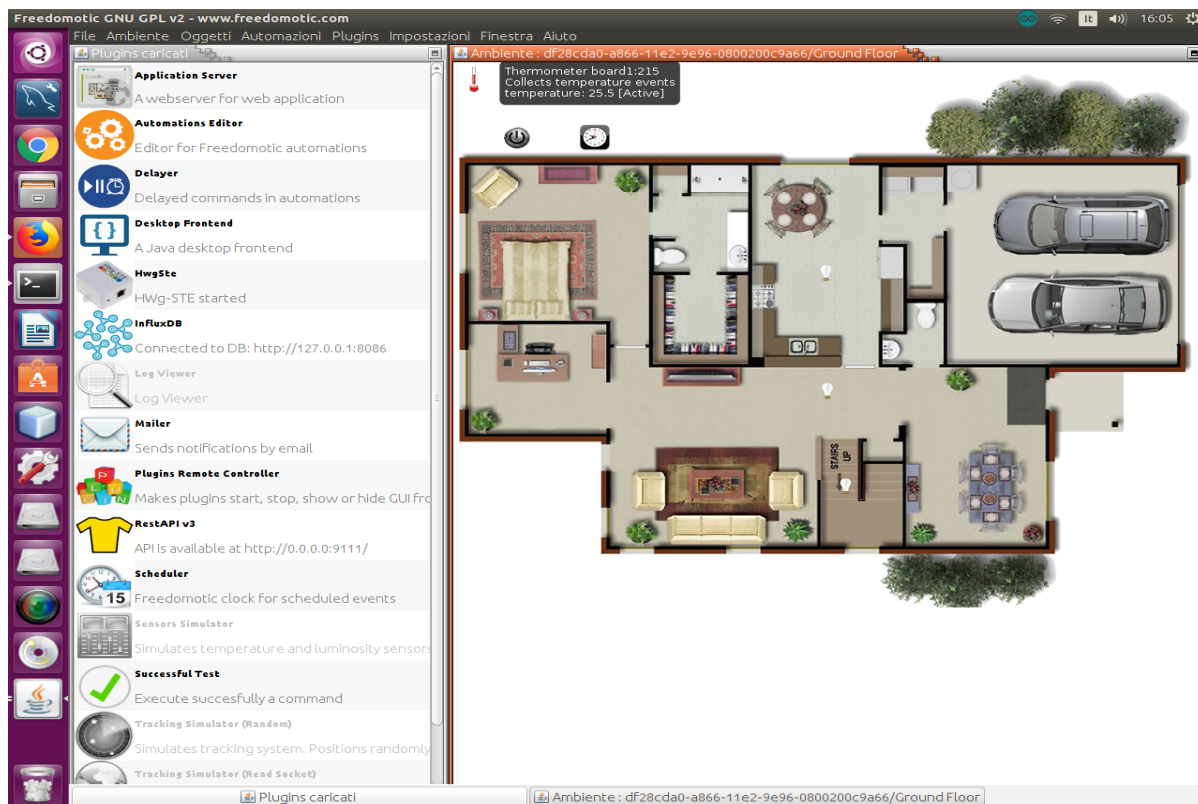 Freedomotic GNU GPL v2 - www.freedomotic.com
It
16:05
File Ambiente Oggetti Automazioni Plugins Impostazioni Finestra Aiuto
Plugins caricati
Application Server
A webserver for web application
Automations Editor
Editor for Freedomotic automations
Delayer
Delayed commands in automations
Desktop Frontend
A Java desktop frontend
HwgSte
HWg-STE started
InfluxDB
Connected to DB: http://127.0.0.1:8086
Log Viewer
Log Viewer
Mailer
Sends notifications by email
Plugins Remote Controller
Makes plugins start, stop, show or hide GUI fro
RestAPI v3
API is available at http://0.0.0.0:9111/
Scheduler
15
Freedomotic clock for scheduled events
Sensors Simulator
Simulates temperature and luminosity sensors
Successful Test
Execute succesfully a command
Tracking Simulator (Random)
Simulates tracking system. Positions randomly
Tracking Simulator (Read Socket)
Ambiente : df28cda0-a866-11e2-9e96-0800200c9a66/Ground Floor
Thermometer board1:215
Collects temperature events
temperature: 25.5 [Active]
STAIRS
UP
Plugins caricati
Ambiente : df28cda0-a866-11e2-9e96-0800200c9a66/Ground Floor